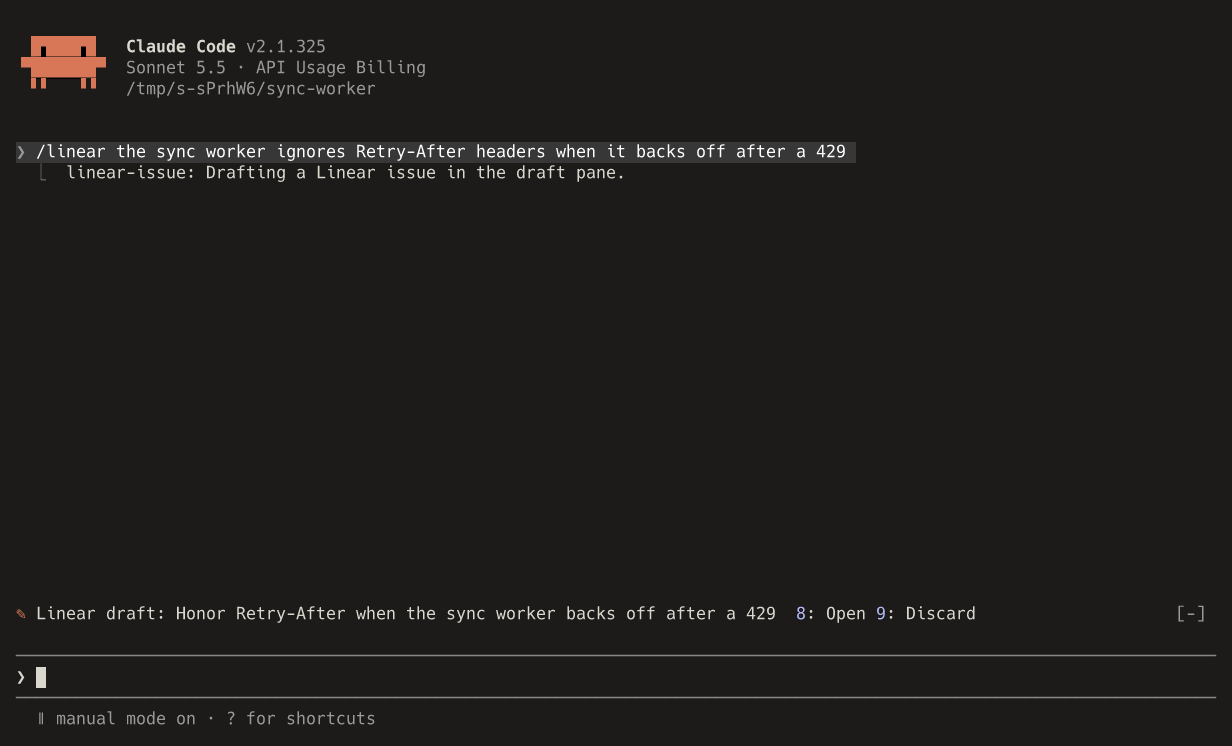 Claude Code v2.1.325
Sonnet 5.5 · API Usage Billing
/tmp/s-sPrhW6/sync-worker
❯ /linear the sync worker ignores Retry-After headers when it backs off after a 429
⎿ linear-issue: Drafting a Linear issue in the draft pane.
✎ Linear draft: Honor Retry-After when the sync worker backs off after a 429 8: Open 9: Discard [-]
❯
⏸ manual mode on · ? for shortcuts